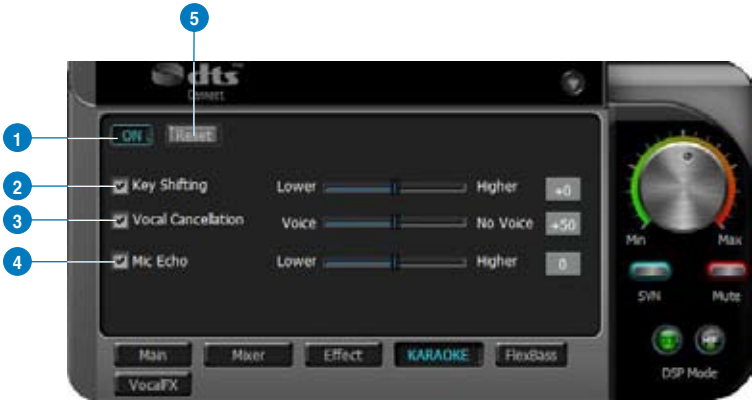 5
dts
Connect
1 ON Reset
2 Key Shifting Lower Higher +0
3 Vocal Cancellation Voice No Voice +50
4 Mic Echo Lower Higher 0
Min Max
SVN Mute
DSP Mode
Main Mixer Effect KARAOKE FlexBass
VocalFX